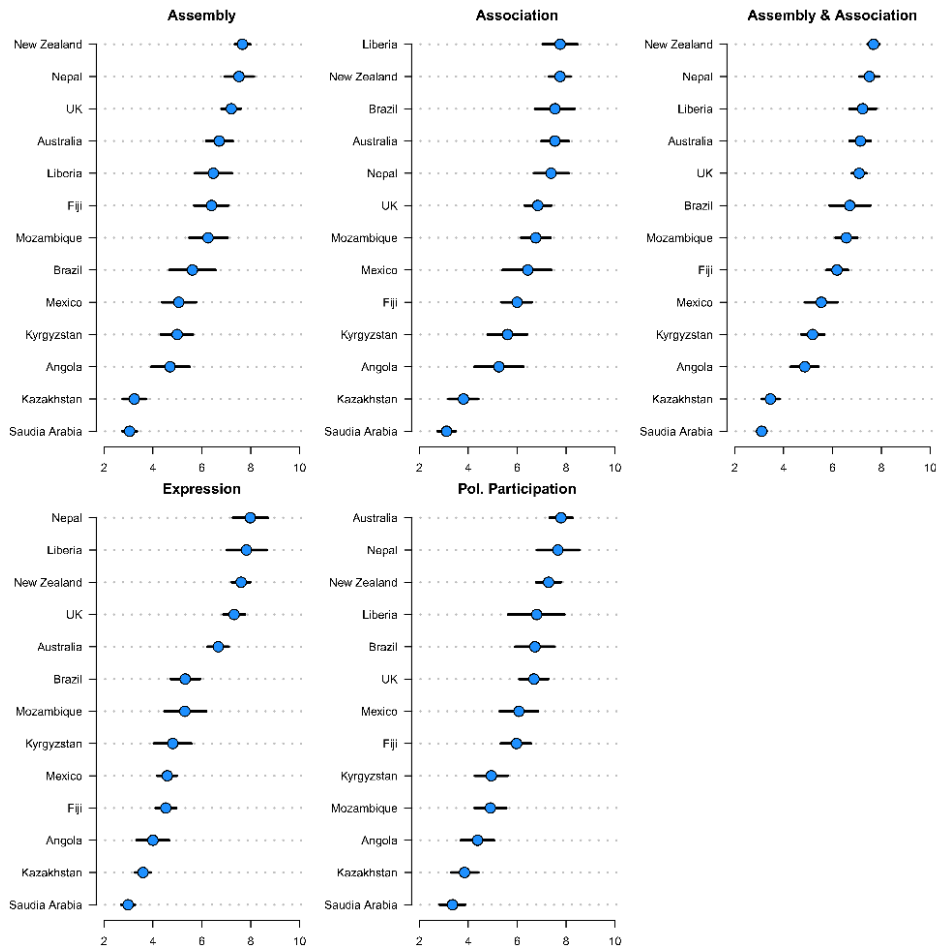 Assembly
New Zealand
Nepal
UK
Australia
Liberia
Fiji
Mozambique
Brazil
Mexico
Kyrgyzstan
Angola
Kazakhstan
Saudia Arabia
2 4 6 8 10
Association
Liberia
New Zealand
Brazil
Australia
Nepal
UK
Mozambique
Mexico
Fiji
Kyrgyzstan
Angola
Kazakhstan
Saudia Arabia
2 4 6 8 10
Assembly & Association
New Zealand
Nepal
Liberia
Australia
UK
Brazil
Mozambique
Fiji
Mexico
Kyrgyzstan
Angola
Kazakhstan
Saudia Arabia
2 4 6 8 10
Expression
Nepal
Liberia
New Zealand
UK
Australia
Brazil
Mozambique
Kyrgyzstan
Mexico
Fiji
Angola
Kazakhstan
Saudia Arabia
2 4 6 8 10
Pol. Participation
Australia
Nepal
New Zealand
Liberia
Brazil
UK
Mexico
Fiji
Kyrgyzstan
Mozambique
Angola
Kazakhstan
Saudia Arabia
2 4 6 8 10